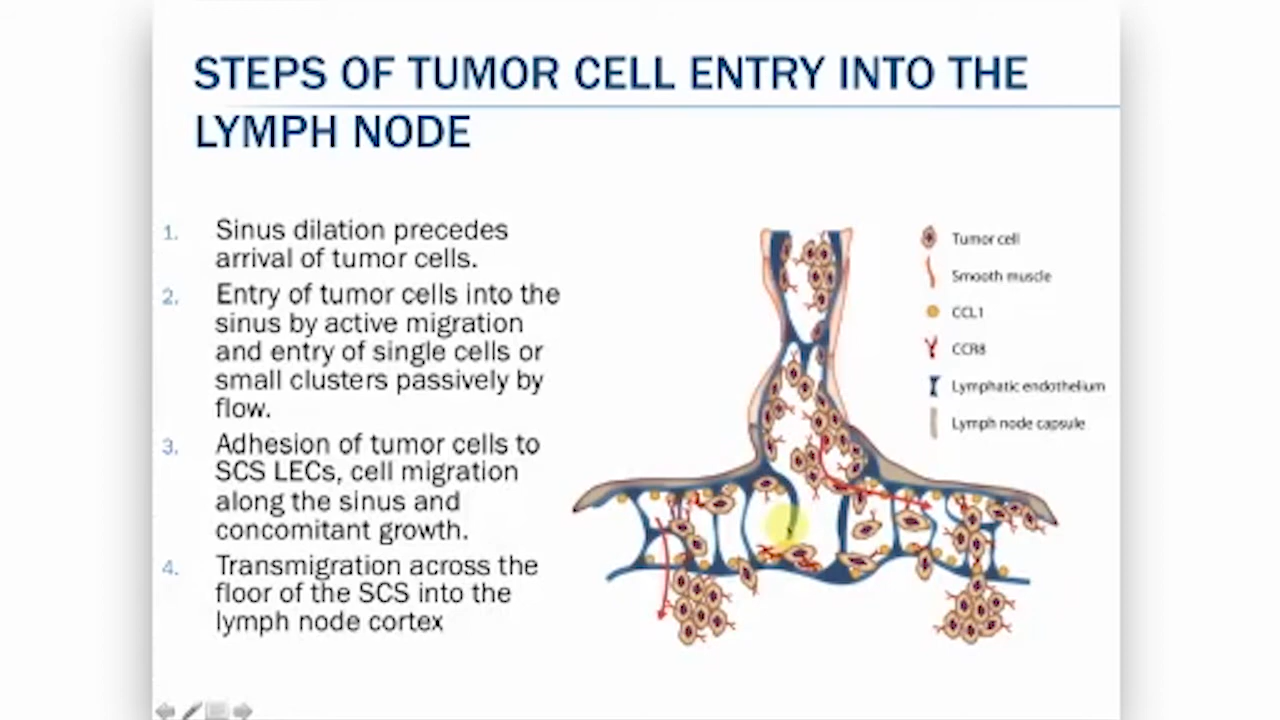 STEPS OF TUMOR CELL ENTRY INTO THE
LYMPH NODE
1. Sinus dilation precedes
arrival of tumor cells.
2. Entry of tumor cells into the
sinus by active migration
and entry of single cells or
small clusters passively by
flow.
3. Adhesion of tumor cells to
SCS LECs, cell migration
along the sinus and
concomitant growth.
4. Transmigration across the
floor of the SCS into the
lymph node cortex
Tumor cell
Smooth muscle
CCL1
CCR8
Lymphatic endothelium
Lymph node capsule